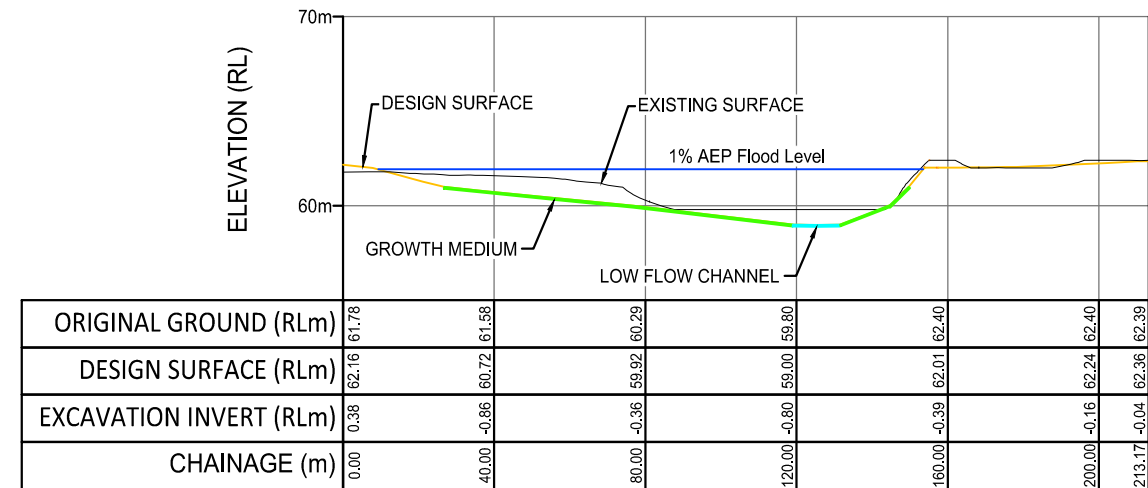 70m
ELEVATION (RL)
DESIGN SURFACE
EXISTING SURFACE
1% AEP Flood Level
60m
GROWTH MEDIUM
LOW FLOW CHANNEL
ORIGINAL GROUND (RLm) 61.78 61.58 60.29 59.80 62.40 62.40 62.39
DESIGN SURFACE (RLm) 62.16 60.72 59.92 59.00 62.01 62.24 62.36
EXCAVATION INVERT (RLm) 0.38 -0.86 -0.36 -0.80 -0.39 -0.16 -0.04
CHAINAGE (m) 0.00 40.00 80.00 120.00 160.00 200.00 213.17